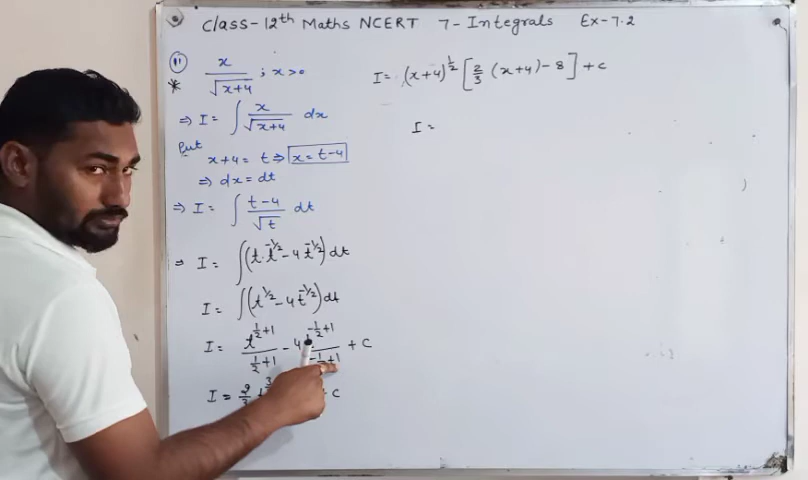 Class-12th Maths NCERT 7-Integrals Ex-7.2
11 x/√(x+4) ; x>0
*
⇒ I = ∫ x/√(x+4) dx
Put
x+4 = t ⇒ x = t-4
⇒ dx = dt
⇒ I = ∫ (t-4)/√t dt
⇒ I = ∫(t·t^(-1/2) - 4t^(-1/2)) dt
I = ∫(t^(1/2) - 4t^(-1/2)) dt
I = t^(1/2+1)/(1/2+1) - 4 t^(-1/2+1)/(-1/2+1) + C
I = 2/3 t + C
I = (x+4)^(1/2) [2/3 (x+4) - 8] + C
I =